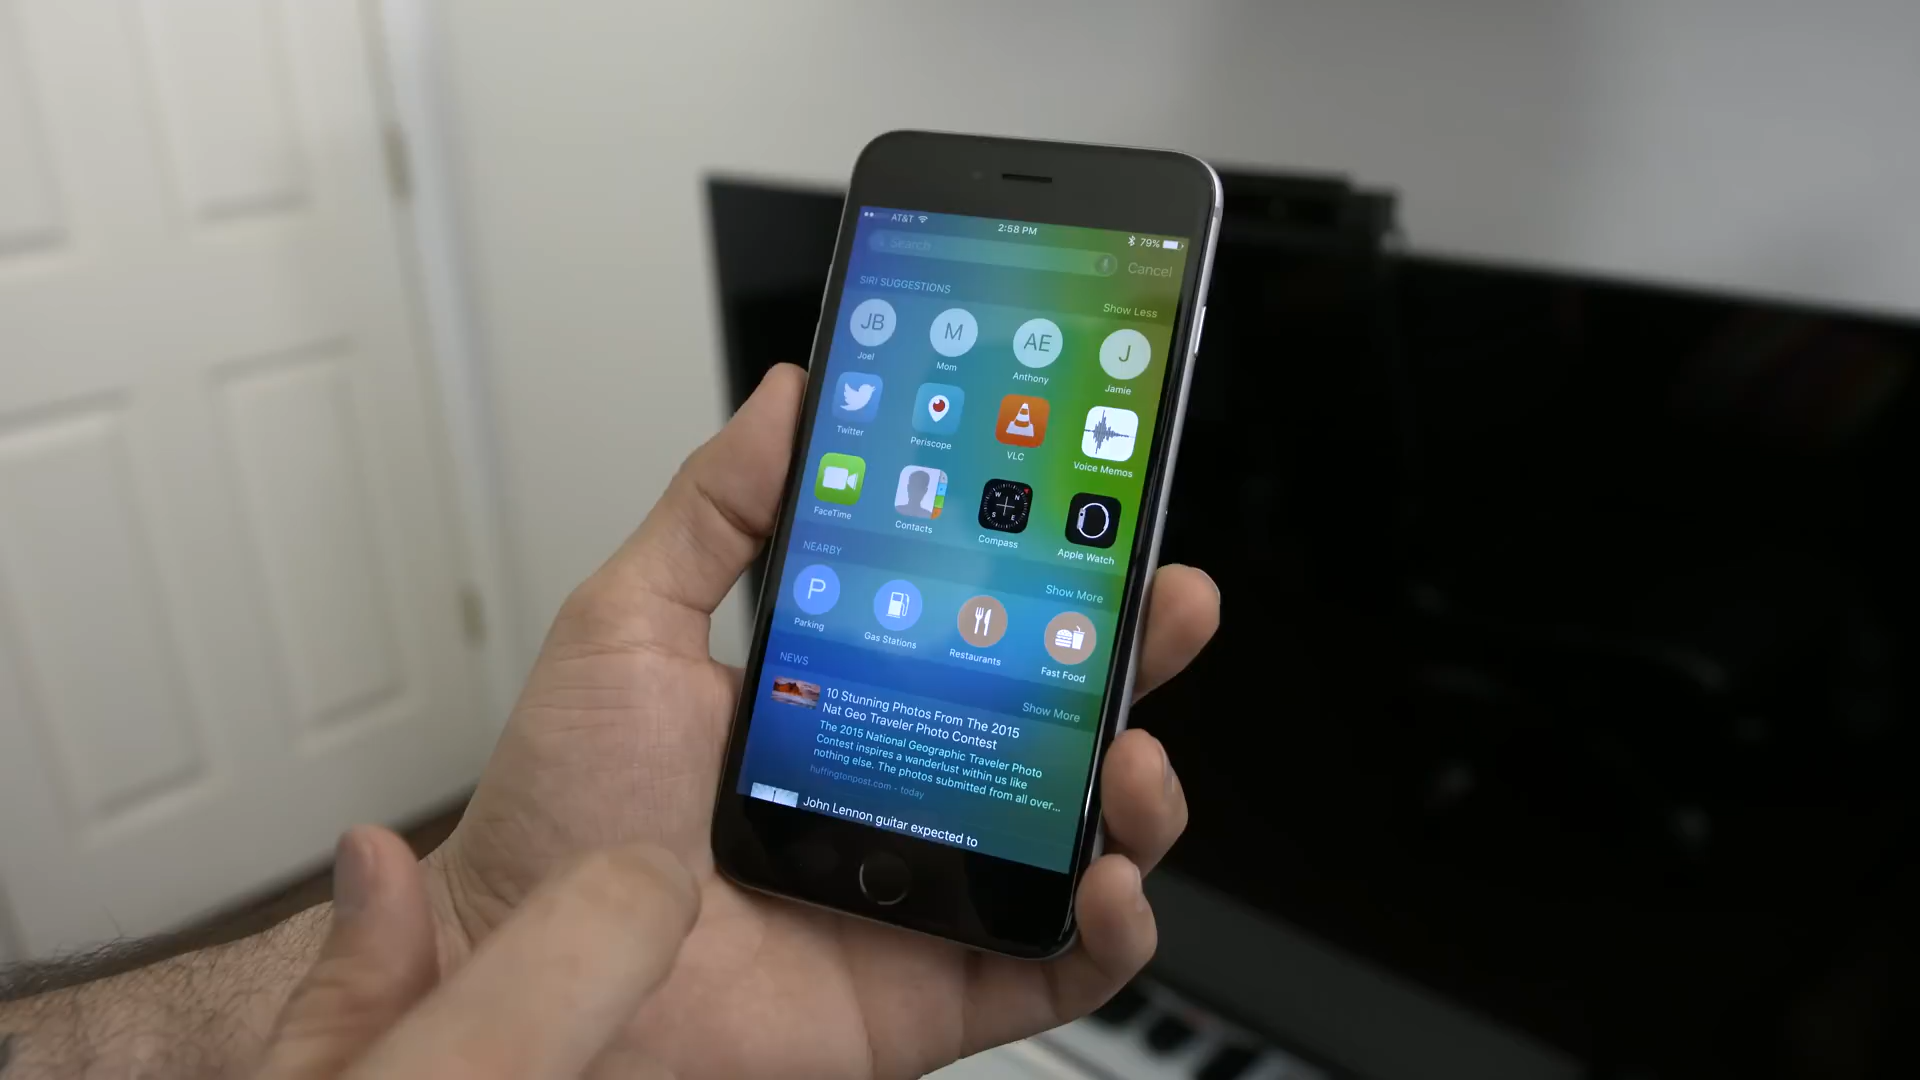 AT&T
2:58 PM
79%
Search
Cancel
SIRI SUGGESTIONS
Show Less
JB
M
AE
J
Joel
Mom
Anthony
Jamie
Twitter
Periscope
VLC
Voice Memos
N
W
E
S
FaceTime
Contacts
Compass
Apple Watch
NEARBY
Show More
P
Parking
Gas Stations
Restaurants
Fast Food
NEWS
Show More
10 Stunning Photos From The 2015
Nat Geo Traveler Photo Contest
The 2015 National Geographic Traveler Photo
Contest inspires a wanderlust within us like
nothing else. The photos submitted from all over...
huffingtonpost.com - today
John Lennon guitar expected to